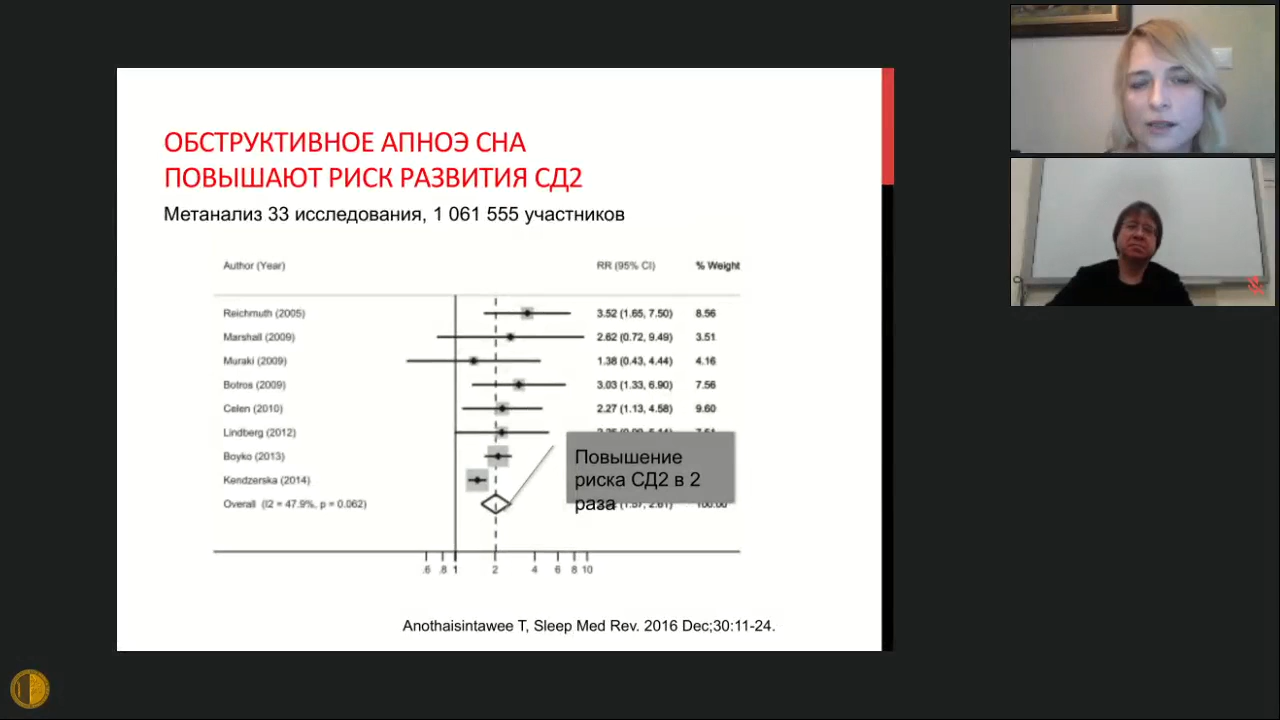 ОБСТРУКТИВНОЕ АПНОЭ СНА
ПОВЫШАЮТ РИСК РАЗВИТИЯ СД2
Метанализ 33 исследования, 1 061 555 участников
Author (Year) RR (95% CI) % Weight
Reichmuth (2005) 3.52 (1.65, 7.50) 8.56
Marshall (2009) 2.62 (0.72, 9.49) 3.51
Muraki (2009) 1.38 (0.43, 4.44) 4.16
Botros (2009) 3.03 (1.33, 6.90) 7.56
Celen (2010) 2.27 (1.13, 4.58) 9.60
Lindberg (2012)
Boyko (2013)
Kendzerska (2014)
Overall (I2 = 47.9%, p = 0.062) (1.57, 2.61) 100.00
Повышение
риска СД2 в 2
раза
.6 .8 1 2 4 6 8 10
Anothaisintawee T, Sleep Med Rev. 2016 Dec;30:11-24.